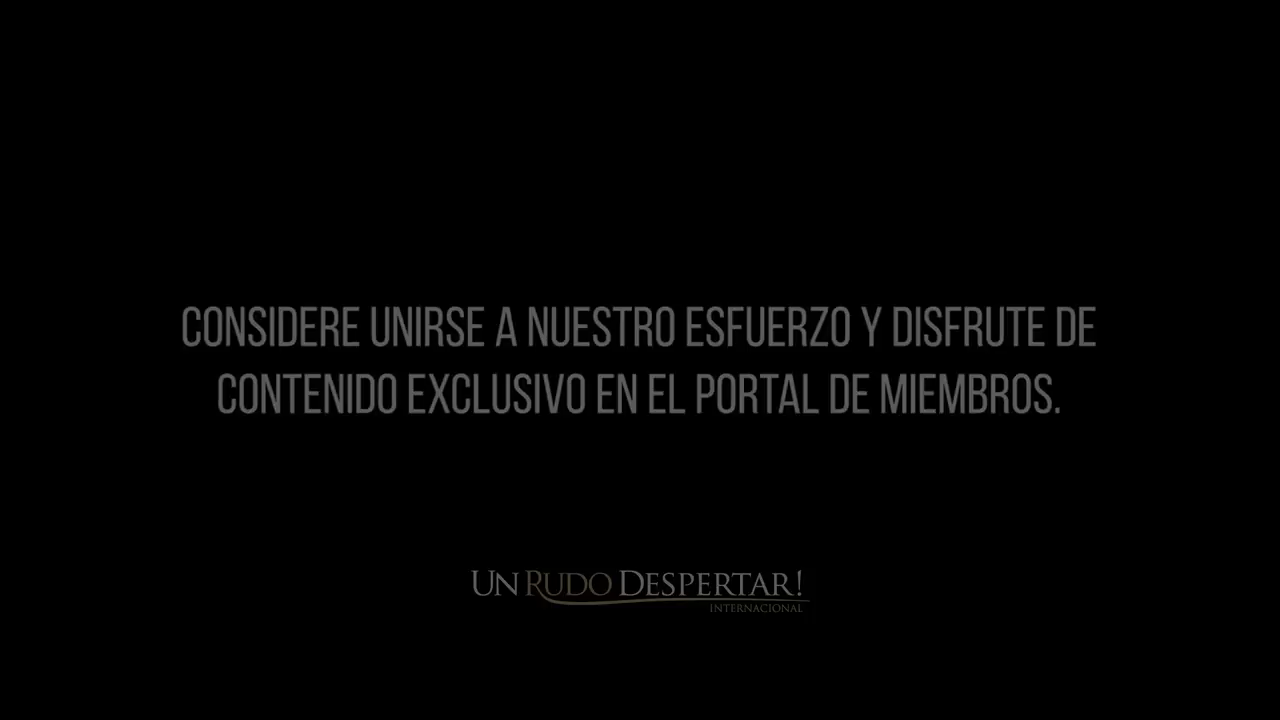 CONSIDERE UNIRSE A NUESTRO ESFUERZO Y DISFRUTE DE
CONTENIDO EXCLUSIVO EN EL PORTAL DE MIEMBROS.
UN RUDO DESPERTAR!
INTERNACIONAL